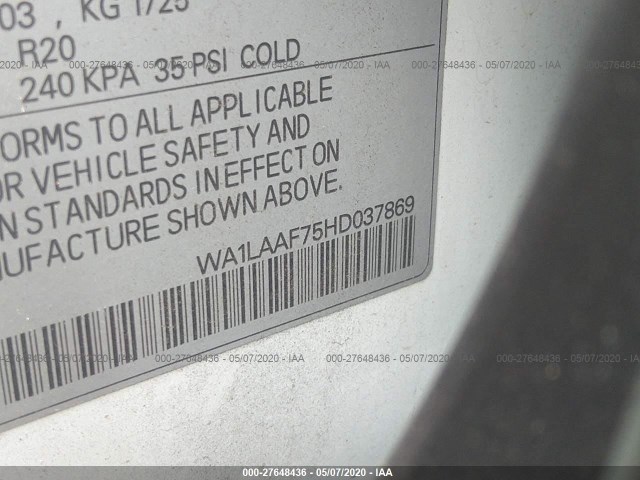 03 , KG 1725
R20
240 KPA 35 PSI COLD
ORMS TO ALL APPLICABLE
OR VEHICLE SAFETY AND
N STANDARDS IN EFFECT ON
NUFACTURE SHOWN ABOVE.
WA1LAAF75HD037869
000-27648436 - 05/07/2020 - IAA